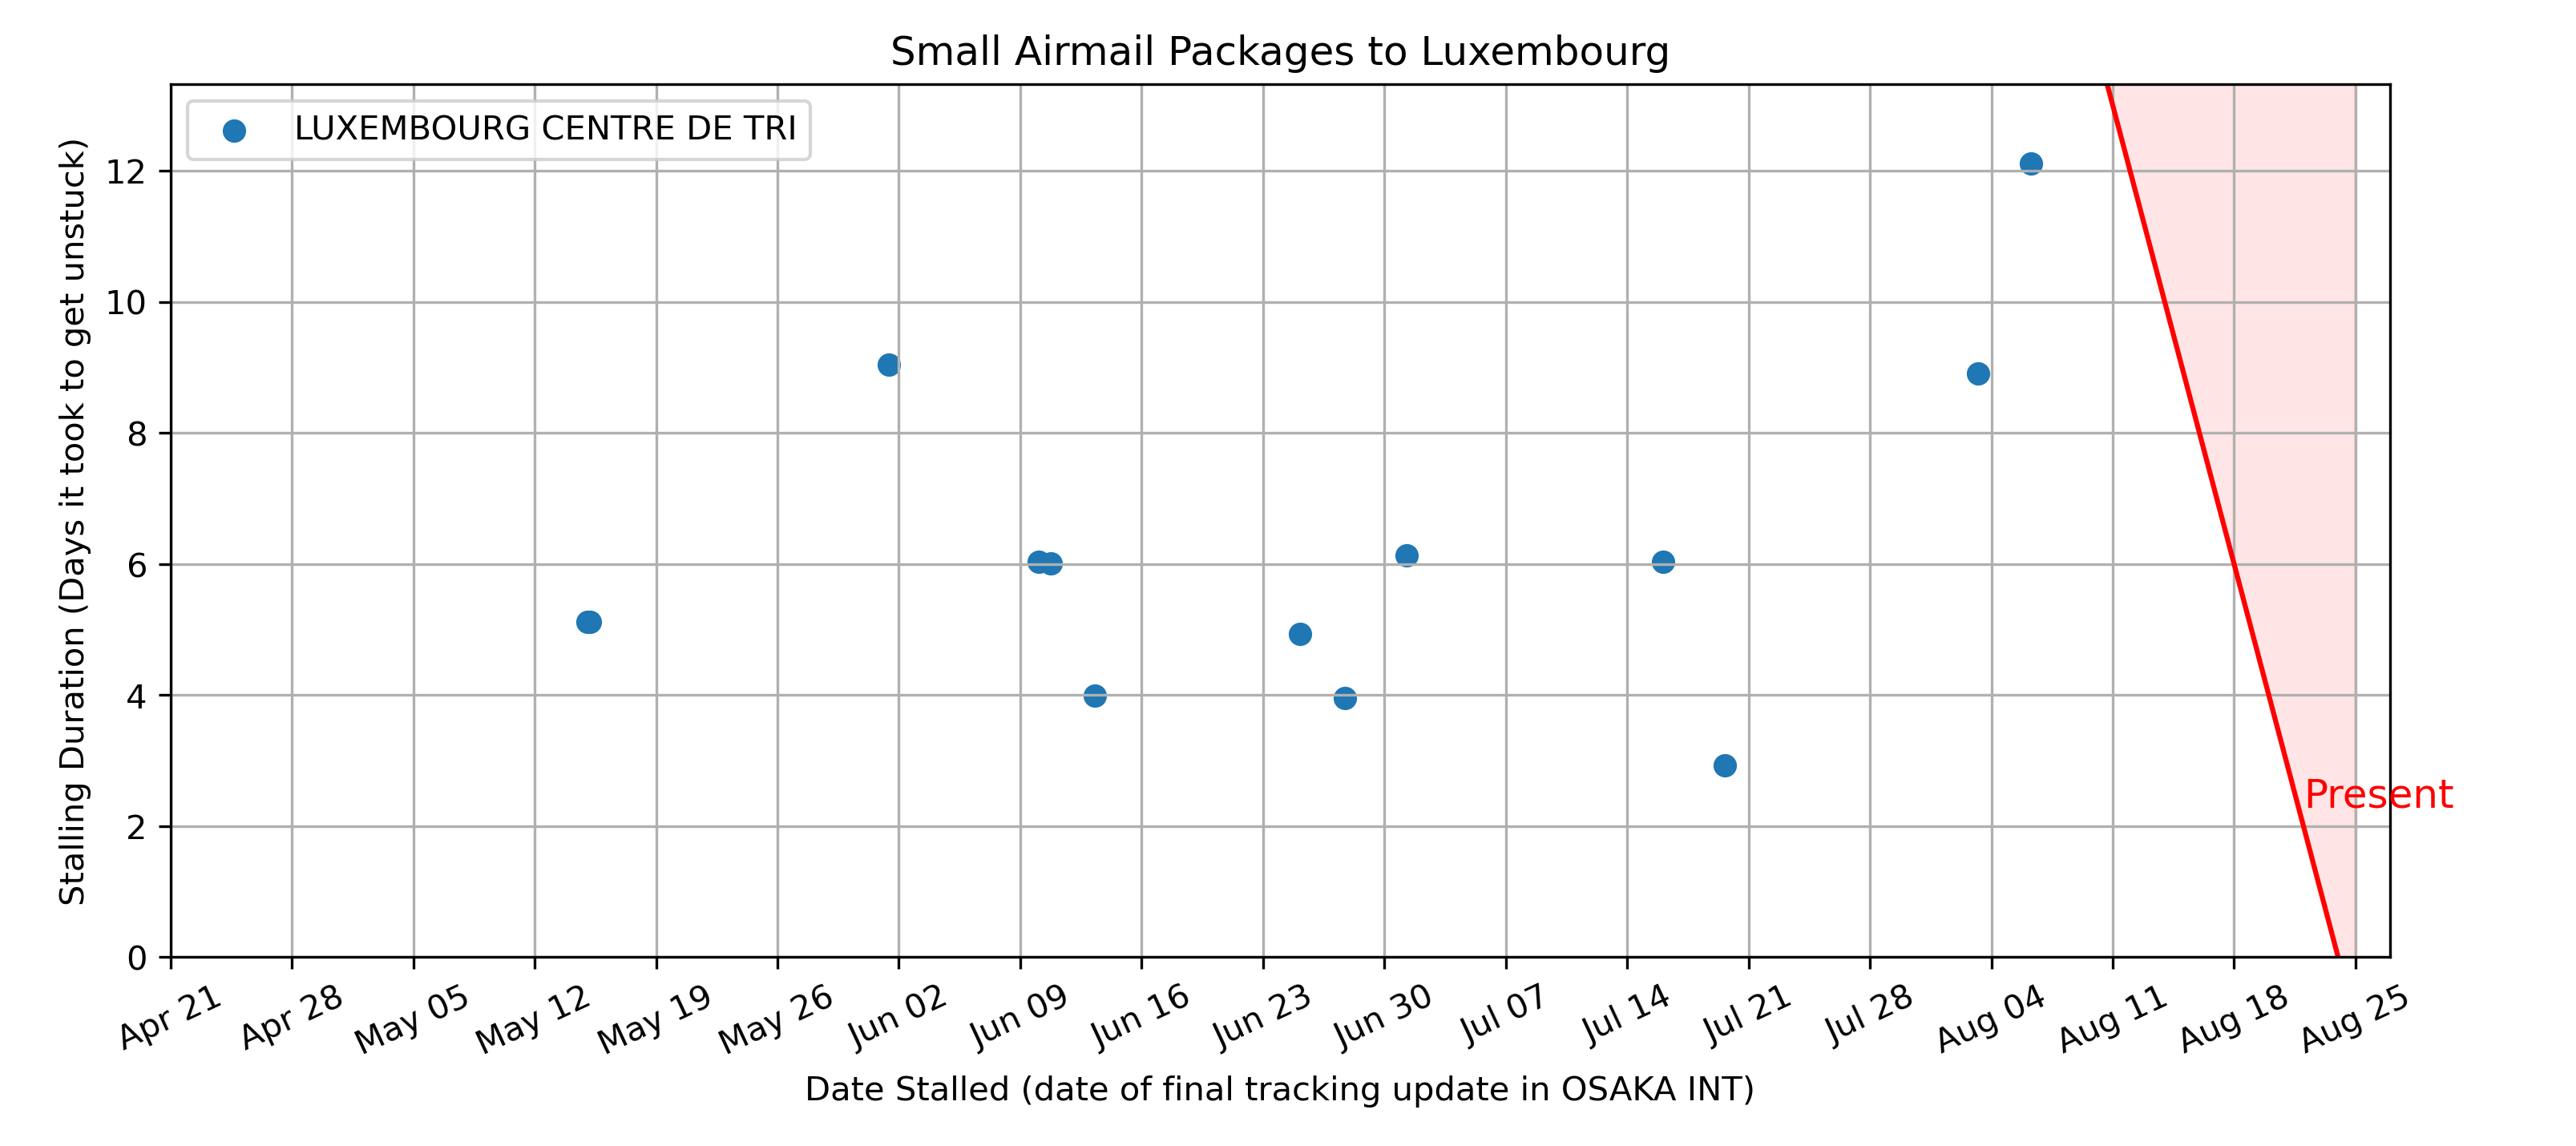 Small Airmail Packages to Luxembourg
LUXEMBOURG CENTRE DE TRI
Stalling Duration (Days it took to get unstuck)
12
10
8
6
4
2
0
Present
Apr 21
Apr 28
May 05
May 12
May 19
May 26
Jun 02
Jun 09
Jun 16
Jun 23
Jun 30
Jul 07
Jul 14
Jul 21
Jul 28
Aug 04
Aug 11
Aug 18
Aug 25
Date Stalled (date of final tracking update in OSAKA INT)